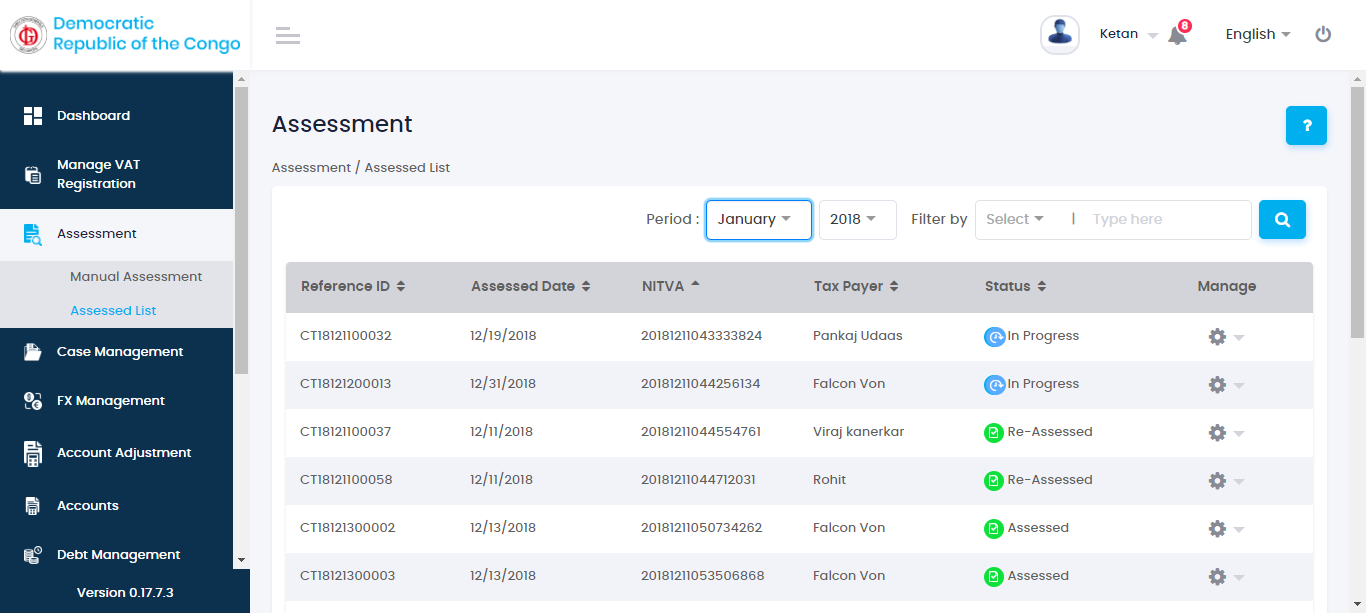 Democratic
Republic of the Congo
Ketan
8
English
Dashboard
Manage VAT
Registration
Assessment
Manual Assessment
Assessed List
Case Management
FX Management
Account Adjustment
Accounts
Debt Management
Version 0.17.7.3
Assessment
?
Assessment / Assessed List
Period : January 2018 Filter by Select | Type here
Reference ID Assessed Date NITVA Tax Payer Status Manage
CT18121100032 12/19/2018 20181211043333824 Pankaj Udaas In Progress
CT18121200013 12/31/2018 20181211044256134 Falcon Von In Progress
CT18121100037 12/11/2018 20181211044554761 Viraj kanerkar Re-Assessed
CT18121100058 12/11/2018 20181211044712031 Rohit Re-Assessed
CT18121300002 12/13/2018 20181211050734262 Falcon Von Assessed
CT18121300003 12/13/2018 20181211053506868 Falcon Von Assessed